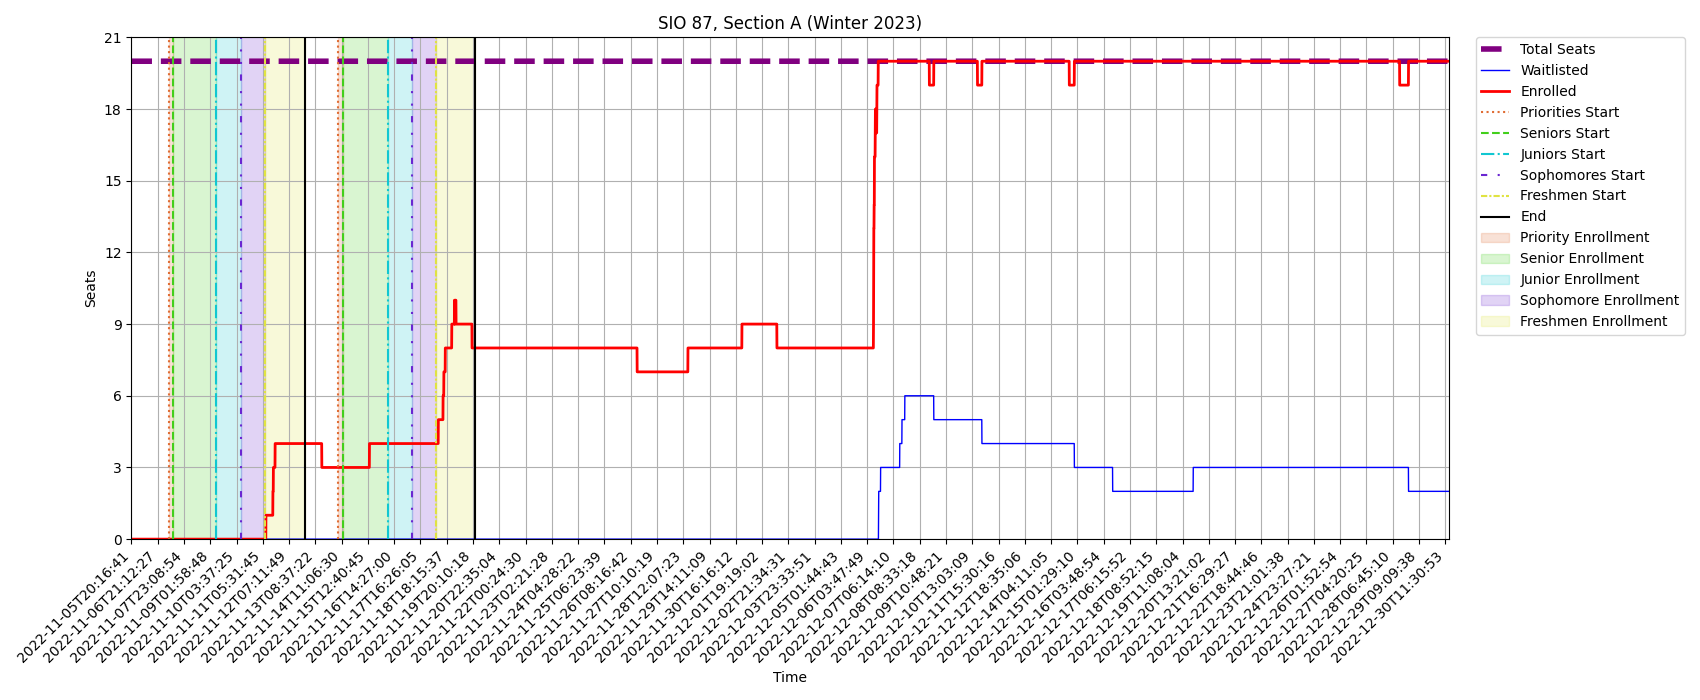 SIO 87, Section A (Winter 2023)
21
18
15
12
9
6
3
0
Seats
2022-11-05T20:16:41
2022-11-06T21:12:27
2022-11-07T23:08:54
2022-11-09T01:58:48
2022-11-10T03:37:25
2022-11-11T05:31:45
2022-11-12T07:11:49
2022-11-13T08:37:22
2022-11-14T11:06:30
2022-11-15T12:40:45
2022-11-16T14:27:00
2022-11-17T16:26:05
2022-11-18T18:15:37
2022-11-19T20:10:18
2022-11-20T22:35:04
2022-11-22T00:24:30
2022-11-23T02:21:28
2022-11-24T04:28:22
2022-11-25T06:23:39
2022-11-26T08:16:42
2022-11-27T10:10:19
2022-11-28T12:07:23
2022-11-29T14:11:09
2022-11-30T16:16:12
2022-12-01T19:19:02
2022-12-02T21:34:31
2022-12-03T23:33:51
2022-12-05T01:44:43
2022-12-06T03:47:49
2022-12-07T06:14:10
2022-12-08T08:33:18
2022-12-09T10:48:21
2022-12-10T13:03:09
2022-12-11T15:30:16
2022-12-12T18:35:06
2022-12-14T04:11:05
2022-12-15T01:29:10
2022-12-16T03:48:54
2022-12-17T06:15:52
2022-12-18T08:52:15
2022-12-19T11:08:04
2022-12-20T13:21:02
2022-12-21T16:29:27
2022-12-22T18:44:46
2022-12-23T21:01:38
2022-12-24T23:27:21
2022-12-26T01:52:54
2022-12-27T04:20:25
2022-12-28T06:45:10
2022-12-29T09:09:38
2022-12-30T11:30:53
Time
Total Seats
Waitlisted
Enrolled
Priorities Start
Seniors Start
Juniors Start
Sophomores Start
Freshmen Start
End
Priority Enrollment
Senior Enrollment
Junior Enrollment
Sophomore Enrollment
Freshmen Enrollment